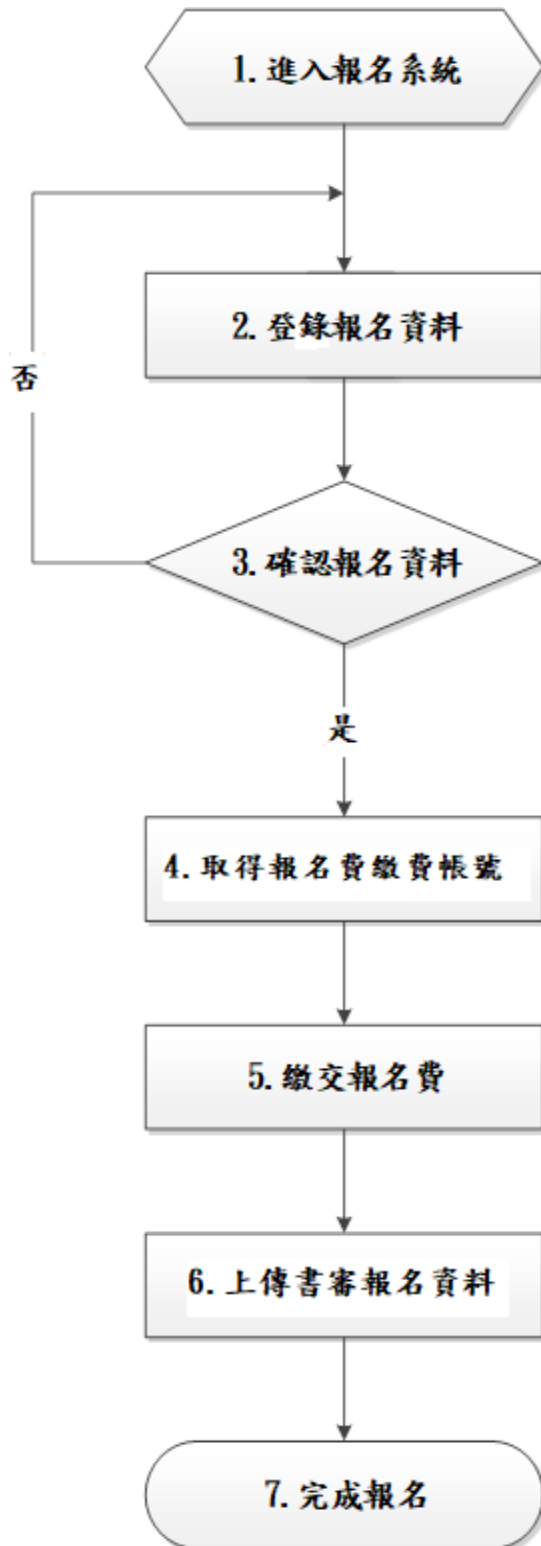 1.進入報名系統
2.登錄報名資料
否
3.確認報名資料
是
4.取得報名費繳費帳號
5.繳交報名費
6.上傳書審報名資料
7.完成報名